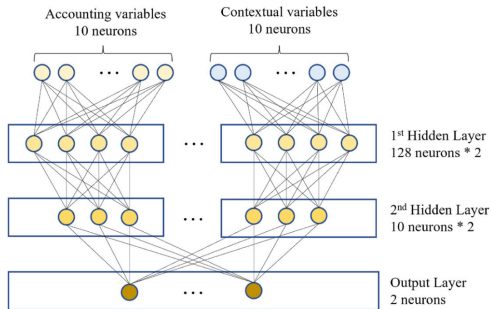 Accounting variables
10 neurons
Contextual variables
10 neurons
...
...
1st Hidden Layer
128 neurons * 2
...
2nd Hidden Layer
10 neurons * 2
...
Output Layer
2 neurons
...